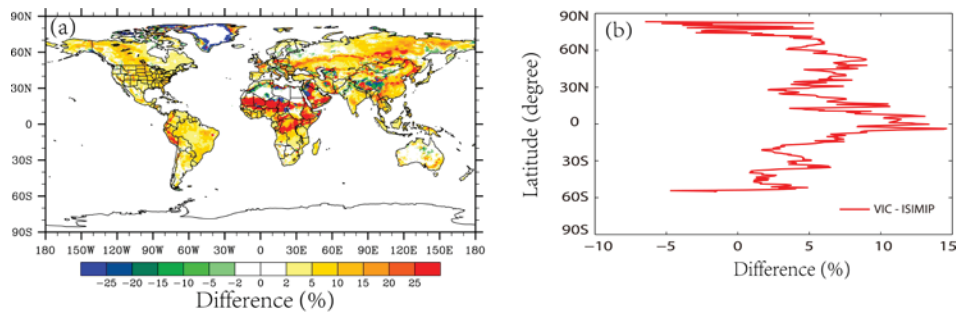 (a)
90N
60N
30N
0
30S
60S
90S
180 150W 120W 90W 60W 30W 0 30E 60E 90E 120E 150E 180
-25 -20 -15 -10 -5 -2 0 2 5 10 15 20 25
Difference (%)
(b)
Latitude (degree)
90N
60N
30N
0
30S
60S
90S
VIC - ISIMIP
-10 -5 0 5 10 15
Difference (%)